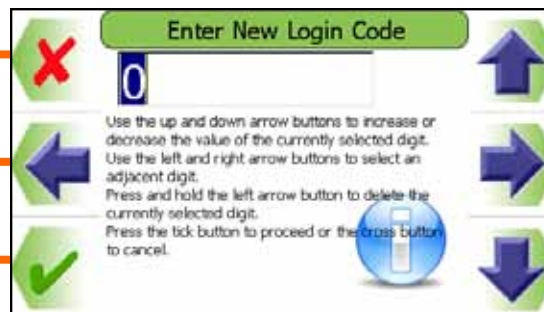 Enter New Login Code
0
Use the up and down arrow buttons to increase or
decrease the value of the currently selected digit.
Use the left and right arrow buttons to select an
adjacent digit.
Press and hold the left arrow button to delete the
currently selected digit.
Press the tick button to proceed or the cross button
to cancel.